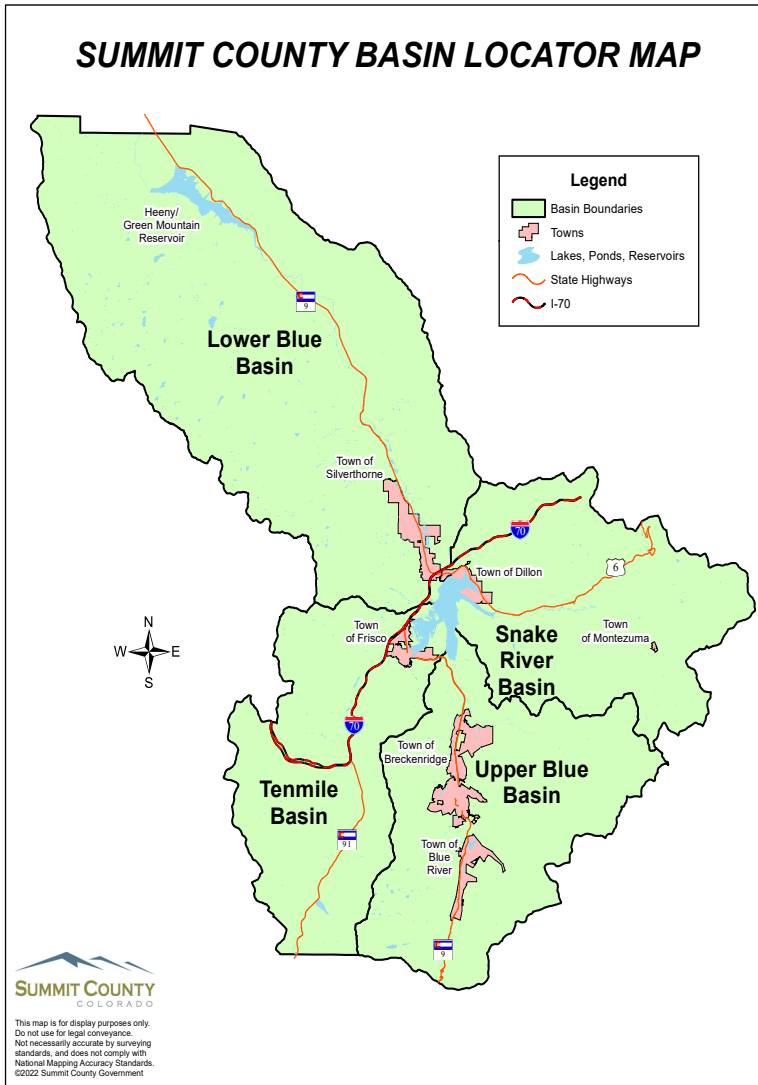 SUMMIT COUNTY BASIN LOCATOR MAP
Legend
Basin Boundaries
Towns
Lakes, Ponds, Reservoirs
State Highways
I-70
Heeny/
Green Mountain
Reservoir
9
Lower Blue
Basin
Town of
Silverthorne
70
Town of Dillon
6
Town
of Frisco
Town
of Montezuma
Snake
River
Basin
N
W E
S
70
Town of
Breckenridge
Upper Blue
Basin
Tenmile
Basin
91
Town of
Blue
River
9
SUMMIT COUNTY
COLORADO
This map is for display purposes only.
Do not use for legal conveyance.
Not necessarily accurate by surveying
standards, and does not comply with
National Mapping Accuracy Standards.
©2022 Summit County Government